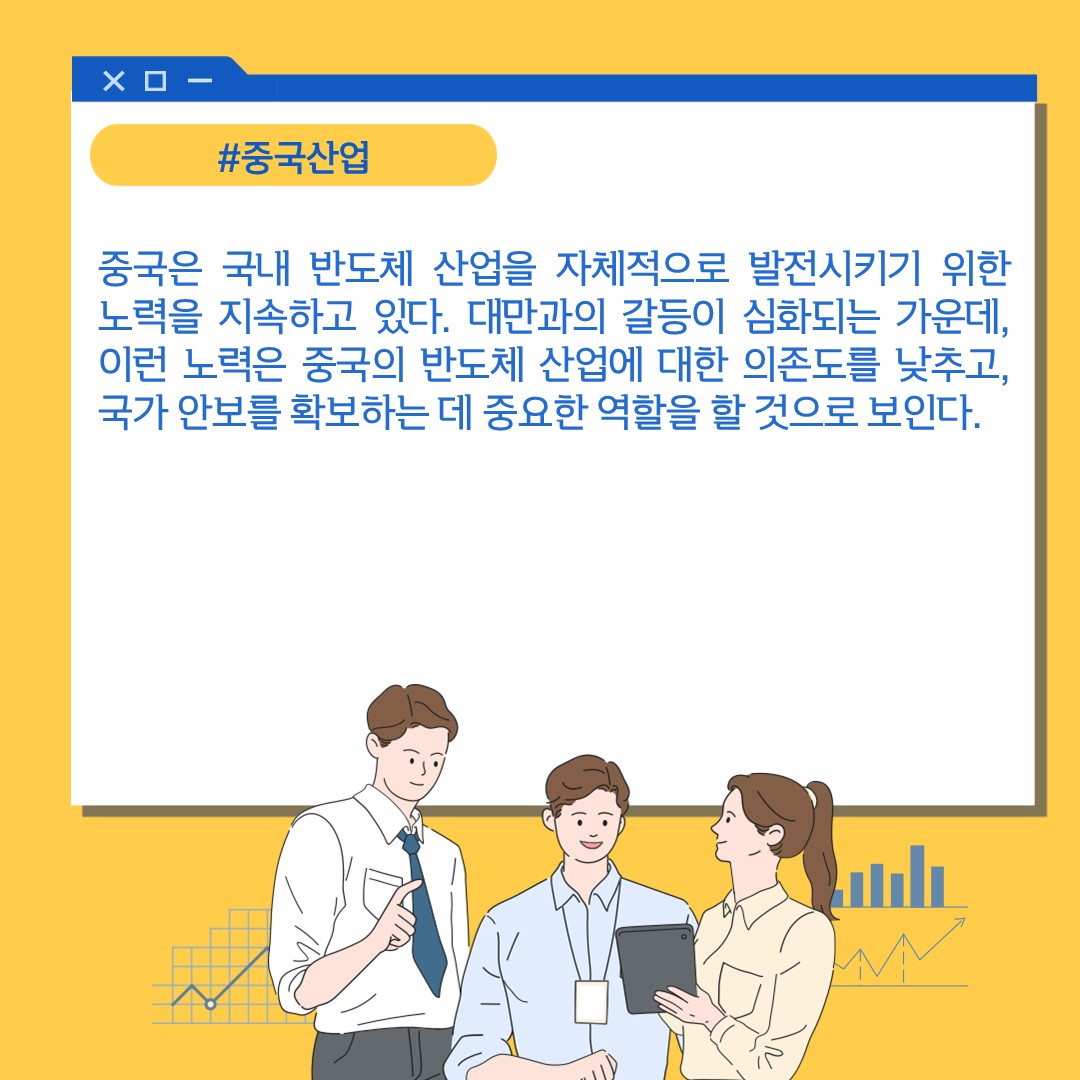 #중국산업
중국은 국내 반도체 산업을 자체적으로 발전시키기 위한
노력을 지속하고 있다. 대만과의 갈등이 심화되는 가운데,
이런 노력은 중국의 반도체 산업에 대한 의존도를 낮추고,
국가 안보를 확보하는 데 중요한 역할을 할 것으로 보인다.